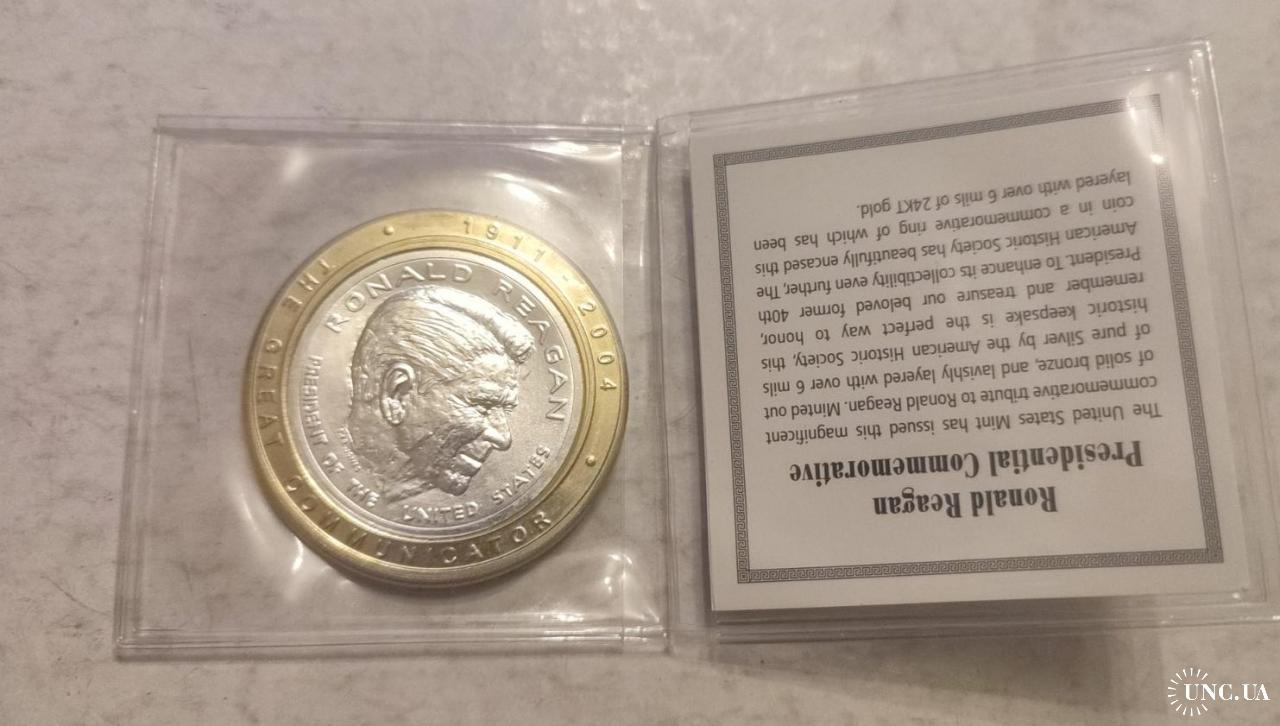 1911 - 2004
THE GREAT COMMUNICATOR
RONALD REAGAN
PRESIDENT OF THE UNITED STATES
Ronald Reagan
Presidential Commemorative
The United States Mint has issued this magnificent
commemorative tribute to Ronald Reagan. Minted out
of solid bronze, and lavishly layered with over 6 mils
of pure Silver by the American Historic Society, this
historic keepsake is the perfect way to honor,
remember and treasure our beloved former 40th
President. To enhance its collectibility even further, The
American Historic Society has beautifully encased this
coin in a commemorative ring of which has been
layered with over 6 mils of 24KT gold.
UNC.UA